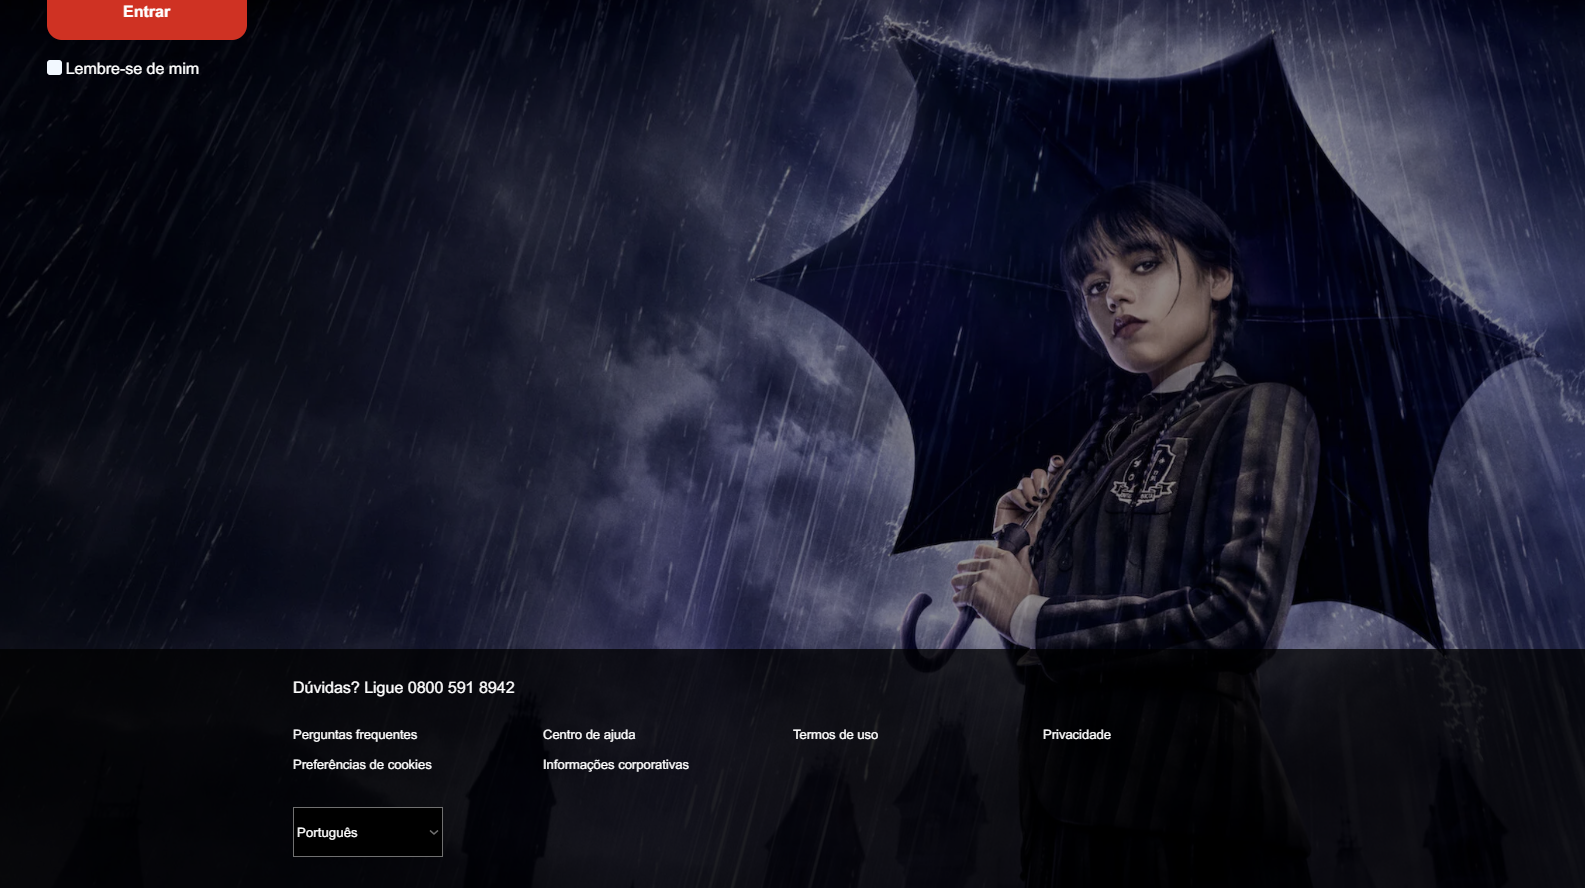 Entrar
Lembre-se de mim
Dúvidas? Ligue 0800 591 8942
Perguntas frequentes
Centro de ajuda
Termos de uso
Privacidade
Preferências de cookies
Informações corporativas
Português